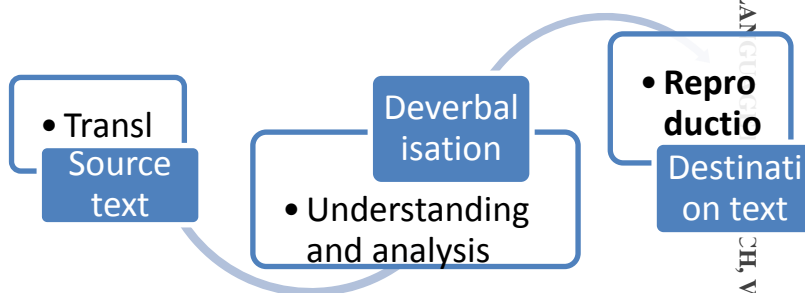 • Transl
Source
text
Deverbal
isation
• Understanding
and analysis
• Repro
ductio
Destinati
on text